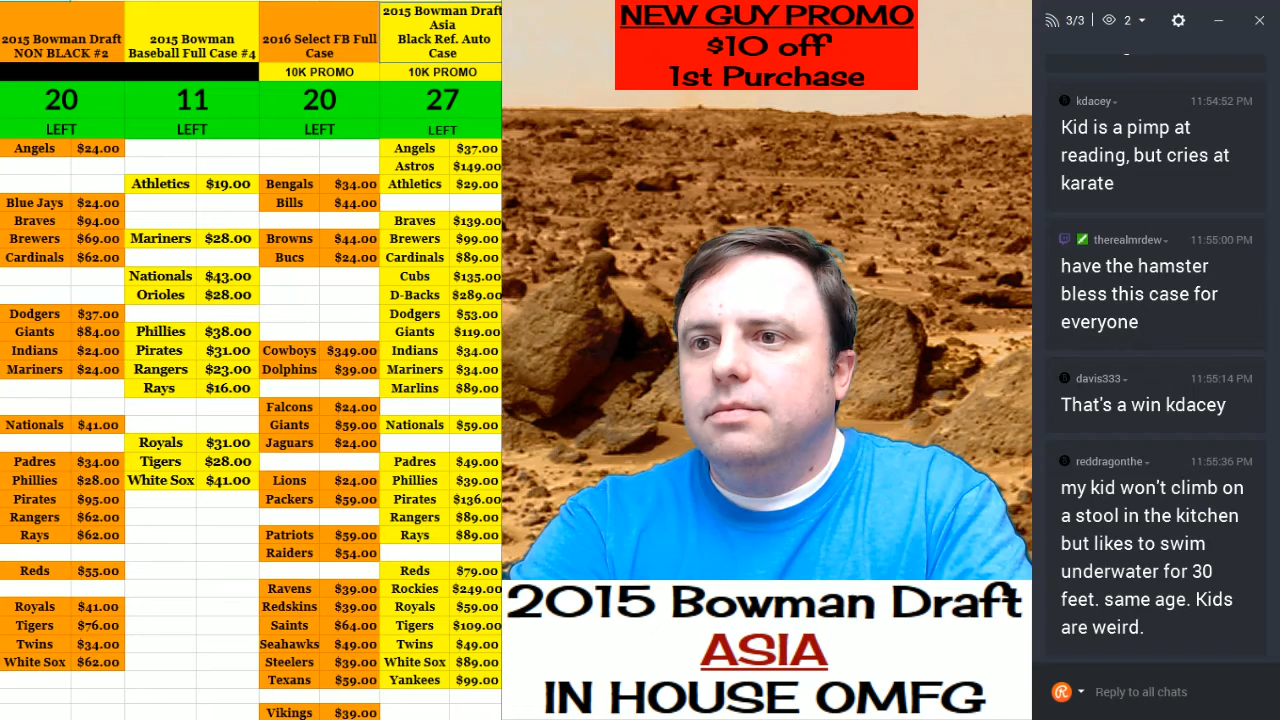 2015 Bowman Draft
NON BLACK #2
20
LEFT
Angels $24.00
Blue Jays $24.00
Braves $94.00
Brewers $69.00
Cardinals $62.00
Dodgers $37.00
Giants $84.00
Indians $24.00
Mariners $24.00
Nationals $41.00
Padres $34.00
Phillies $28.00
Pirates $95.00
Rangers $62.00
Rays $62.00
Reds $55.00
Royals $41.00
Tigers $76.00
Twins $34.00
White Sox $62.00
2015 Bowman
Baseball Full Case #4
11
LEFT
Athletics $19.00
Mariners $28.00
Nationals $43.00
Orioles $28.00
Phillies $38.00
Pirates $31.00
Rangers $23.00
Rays $16.00
Royals $31.00
Tigers $28.00
White Sox $41.00
2016 Select FB Full
Case
10K PROMO
20
LEFT
Bengals $34.00
Bills $44.00
Browns $44.00
Bucs $24.00
Cowboys $349.00
Dolphins $39.00
Falcons $24.00
Giants $59.00
Jaguars $24.00
Lions $24.00
Packers $59.00
Patriots $59.00
Raiders $54.00
Ravens $39.00
Redskins $39.00
Saints $64.00
Seahawks $49.00
Steelers $39.00
Texans $59.00
Vikings $39.00
2015 Bowman Draft
Asia
Black Ref. Auto
Case
10K PROMO
27
LEFT
Angels $37.00
Astros $149.00
Athletics $29.00
Braves $139.00
Brewers $99.00
Cardinals $89.00
Cubs $135.00
D-Backs $289.00
Dodgers $53.00
Giants $119.00
Indians $34.00
Mariners $34.00
Marlins $89.00
Nationals $59.00
Padres $49.00
Phillies $39.00
Pirates $136.00
Rangers $89.00
Rays $89.00
Reds $79.00
Rockies $249.00
Royals $59.00
Tigers $109.00
Twins $49.00
White Sox $89.00
Yankees $99.00
NEW GUY PROMO
$10 off
1st Purchase
2015 Bowman Draft
ASIA
IN HOUSE OMFG
3/3 2
kdacey 11:54:52 PM
Kid is a pimp at
reading, but cries at
karate
therealmrdew 11:55:00 PM
have the hamster
bless this case for
everyone
davis333 11:55:14 PM
That's a win kdacey
reddragonthe 11:55:36 PM
my kid won't climb on
a stool in the kitchen
but likes to swim
underwater for 30
feet. same age. Kids
are weird.
Reply to all chats